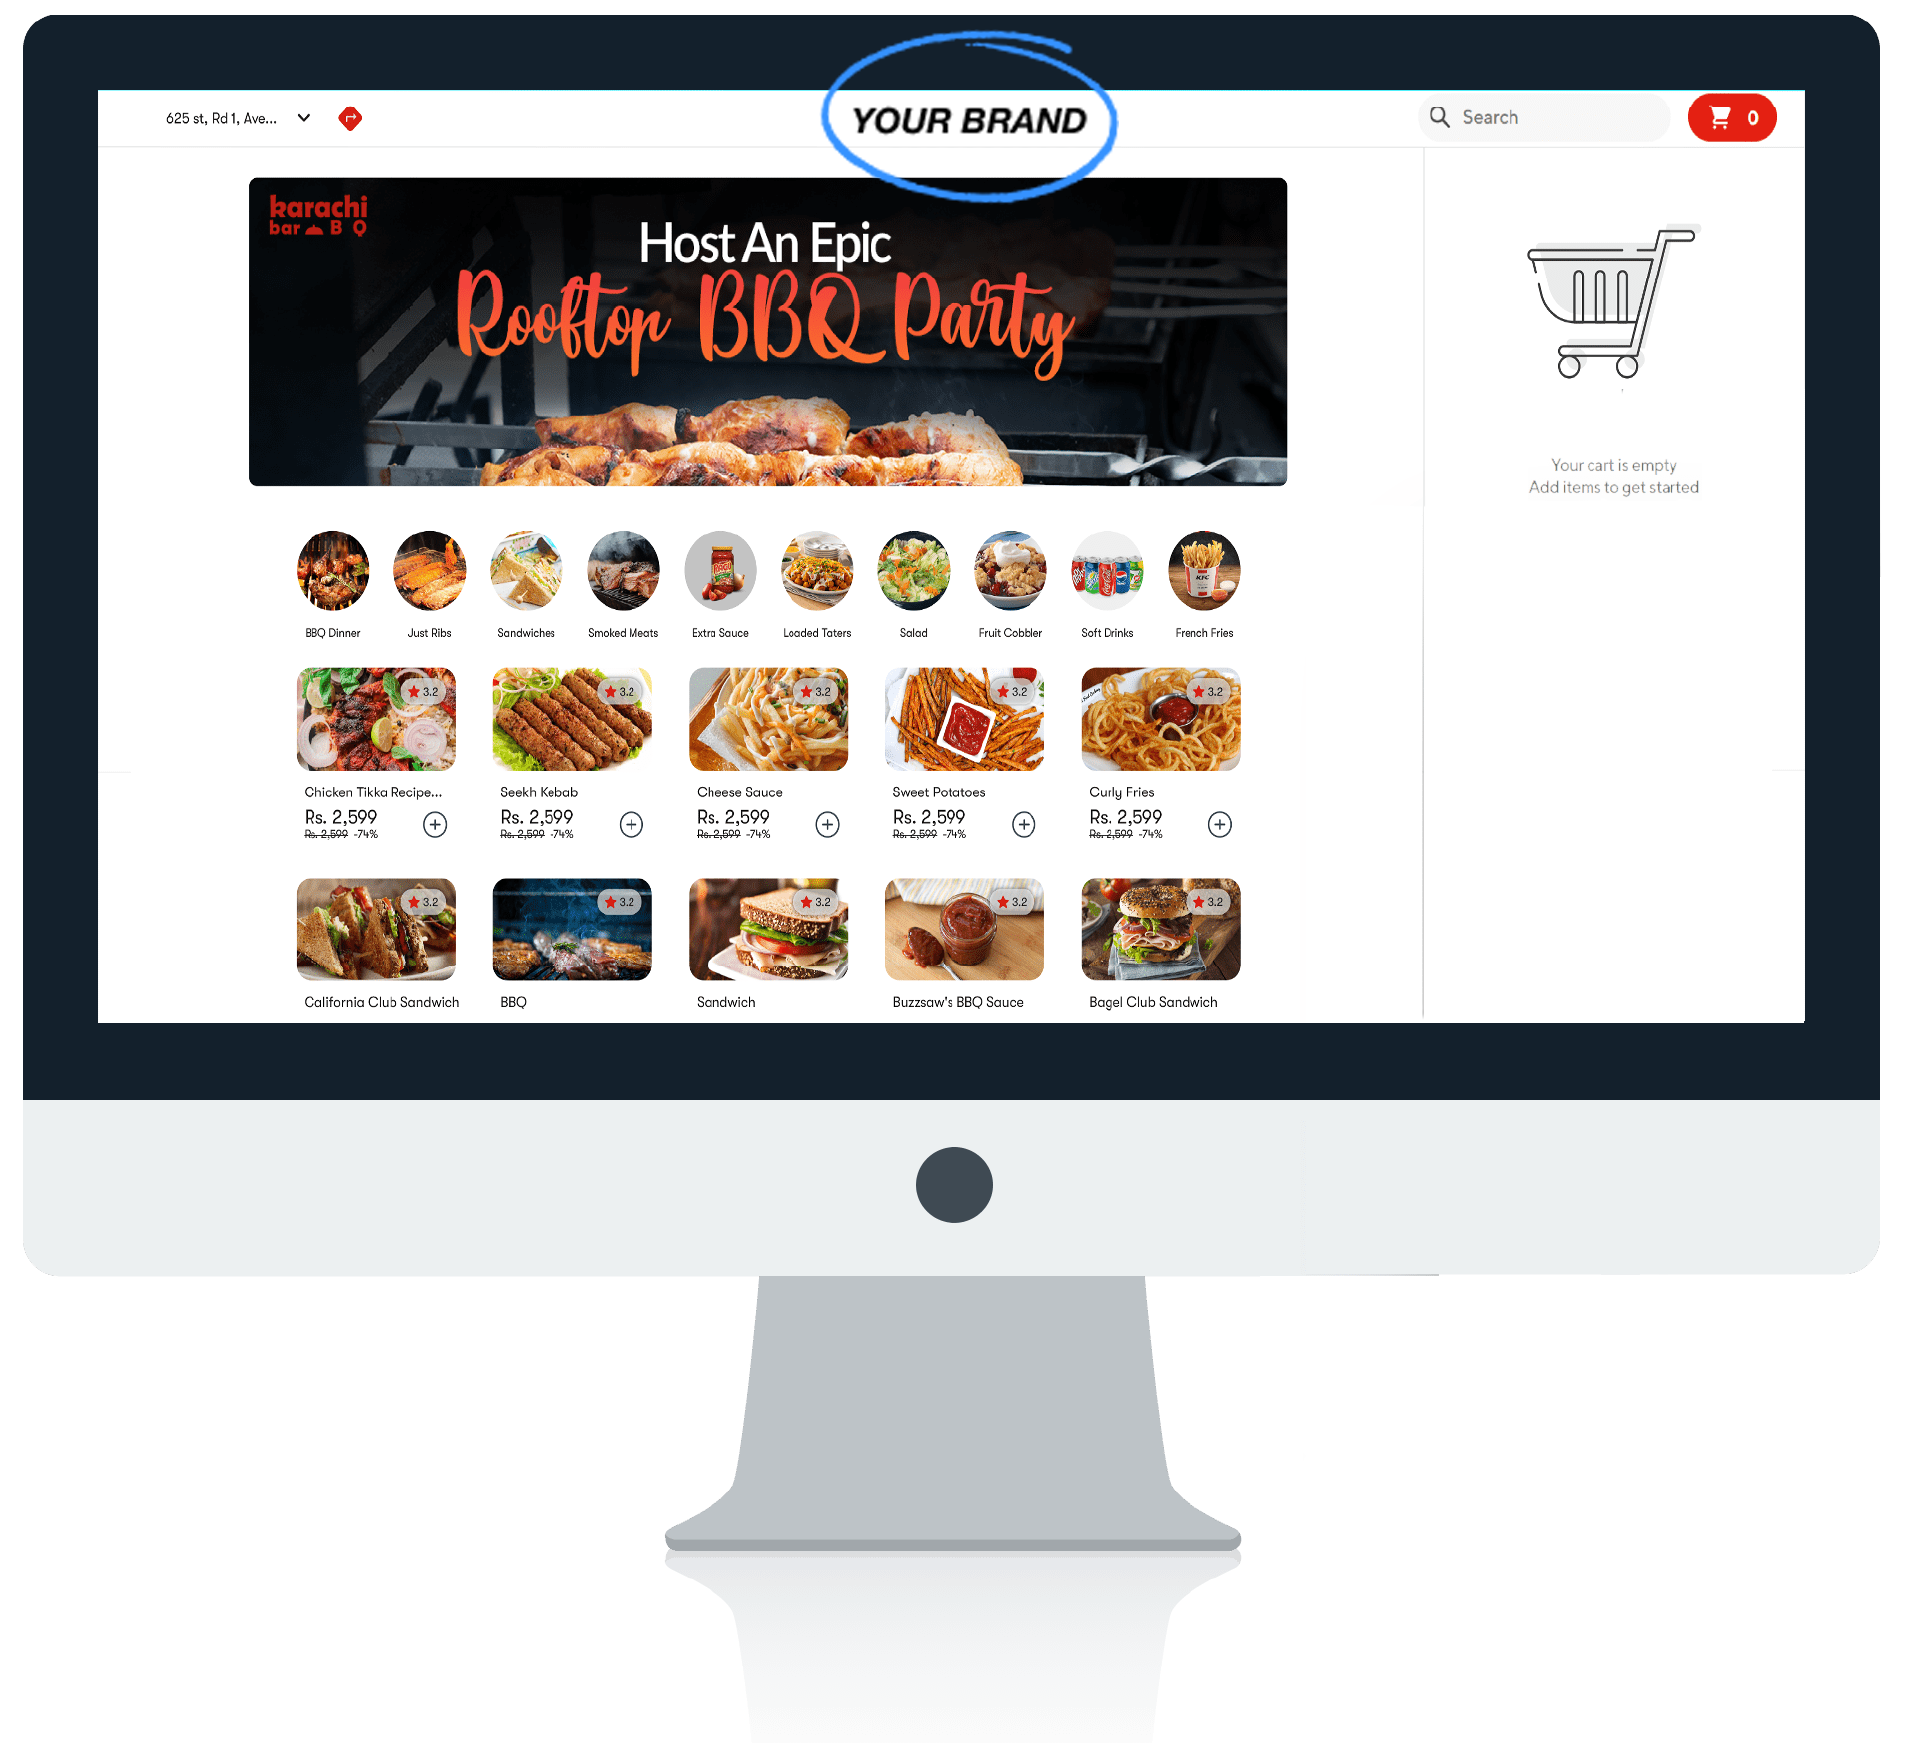 625 st, Rd 1, Ave...
YOUR BRAND
Search
0
karachi
bar B Q
Host An Epic
Rooftop BBQ Party
Your cart is empty
Add items to get started
KFC
BBQ Dinner
Just Ribs
Sandwiches
Smoked Meats
Extra Sauce
Loaded Taters
Salad
Fruit Cobbler
Soft Drinks
French Fries
3.2
3.2
3.2
3.2
3.2
Chicken Tikka Recipe...
Seekh Kebab
Cheese Sauce
Sweet Potatoes
Curly Fries
Rs. 2,599
Rs. 2,599
Rs. 2,599
Rs. 2,599
Rs. 2,599
Rs. 2,599 -74%
Rs. 2,599 -74%
Rs. 2,599 -74%
Rs. 2,599 -74%
Rs. 2,599 -74%
3.2
3.2
3.2
3.2
3.2
California Club Sandwich
BBQ
Sandwich
Buzzsaw's BBQ Sauce
Bagel Club Sandwich